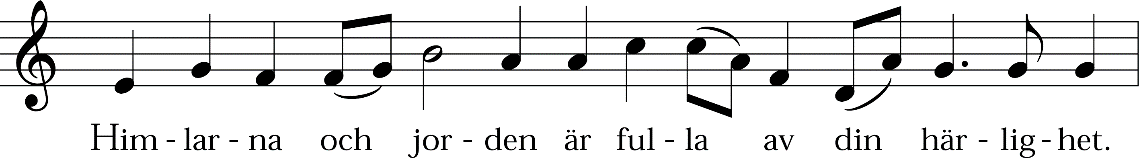 Him - lar - na och jor - den är ful - la av din här - lig - het.